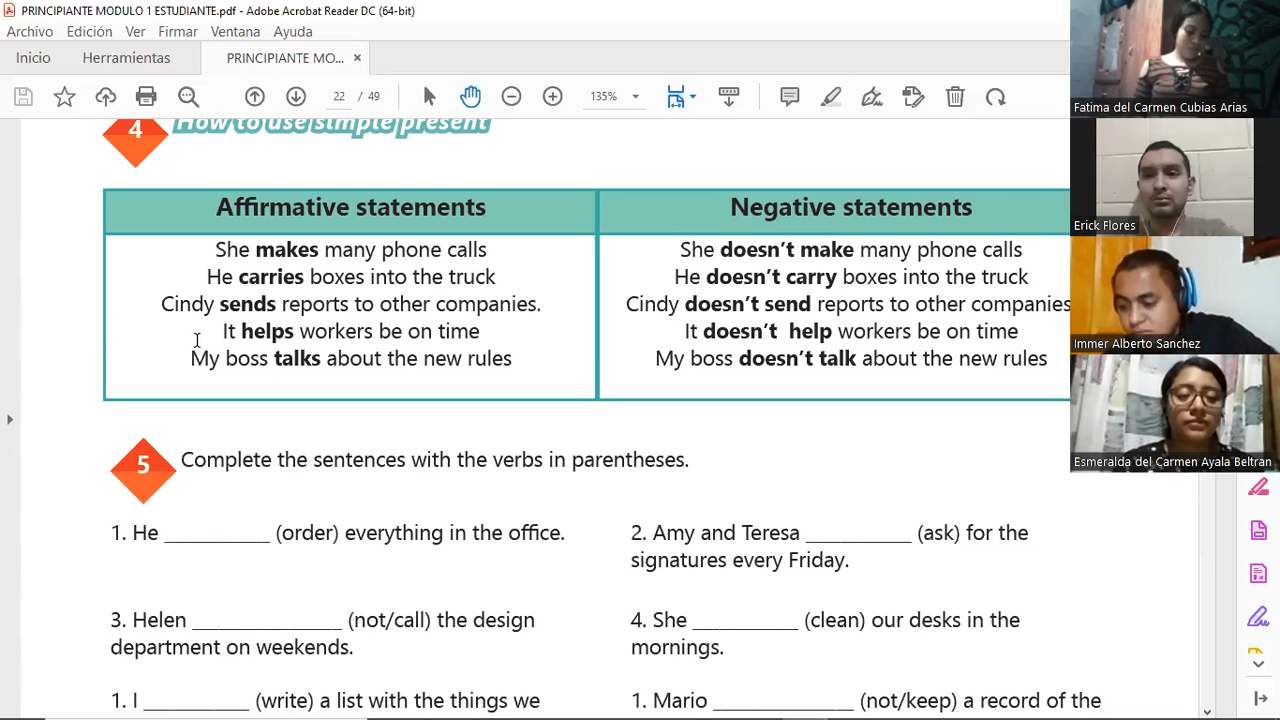 PRINCIPIANTE MODULO 1 ESTUDIANTE.pdf - Adobe Acrobat Reader DC (64-bit)
Archivo Edición Ver Firmar Ventana Ayuda
Inicio Herramientas PRINCIPIANTE MO... ×
22 / 49 135%
4 How to use simple present
Affirmative statements
She makes many phone calls
He carries boxes into the truck
Cindy sends reports to other companies.
It helps workers be on time
My boss talks about the new rules
Negative statements
She doesn't make many phone calls
He doesn't carry boxes into the truck
Cindy doesn't send reports to other companies
It doesn't help workers be on time
My boss doesn't talk about the new rules
5 Complete the sentences with the verbs in parentheses.
1. He __________ (order) everything in the office.
2. Amy and Teresa __________ (ask) for the
signatures every Friday.
3. Helen ______________ (not/call) the design
department on weekends.
4. She __________ (clean) our desks in the
mornings.
1. I __________ (write) a list with the things we
1. Mario _____________ (not/keep) a record of the
Fatima del Carmen Cubias Arias
Erick Flores
Immer Alberto Sanchez
Esmeralda del Carmen Ayala Beltran